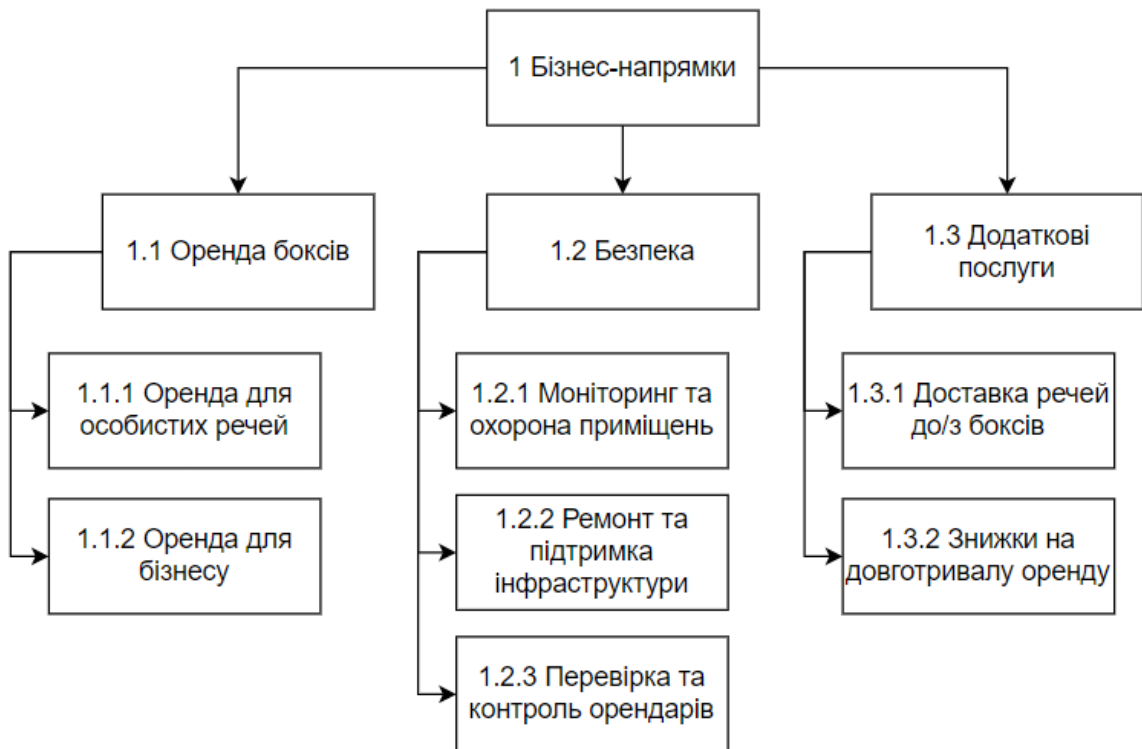 1 Бізнес-напрямки
1.1 Оренда боксів
1.2 Безпека
1.3 Додаткові
послуги
1.1.1 Оренда для
особистих речей
1.2.1 Моніторинг та
охорона приміщень
1.3.1 Доставка речей
до/з боксів
1.1.2 Оренда для
бізнесу
1.2.2 Ремонт та
підтримка
інфраструктури
1.3.2 Знижки на
довготривалу оренду
1.2.3 Перевірка та
контроль орендарів